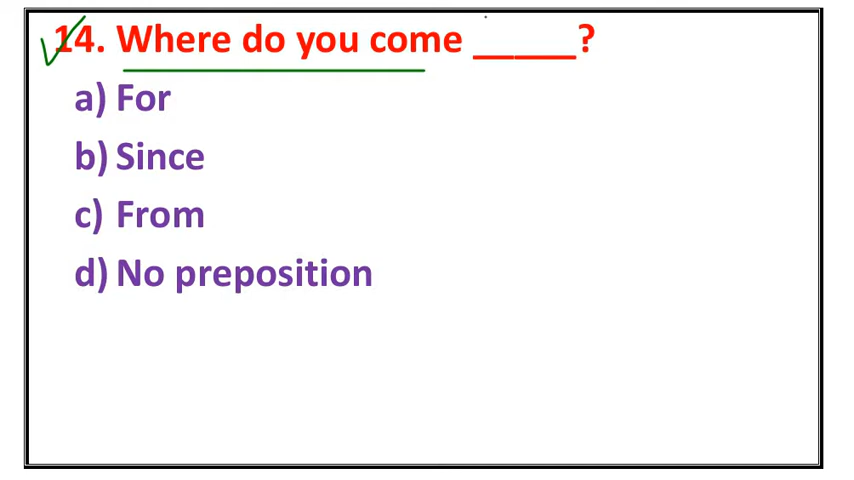 14. Where do you come _____?
a) For
b) Since
c) From
d) No preposition